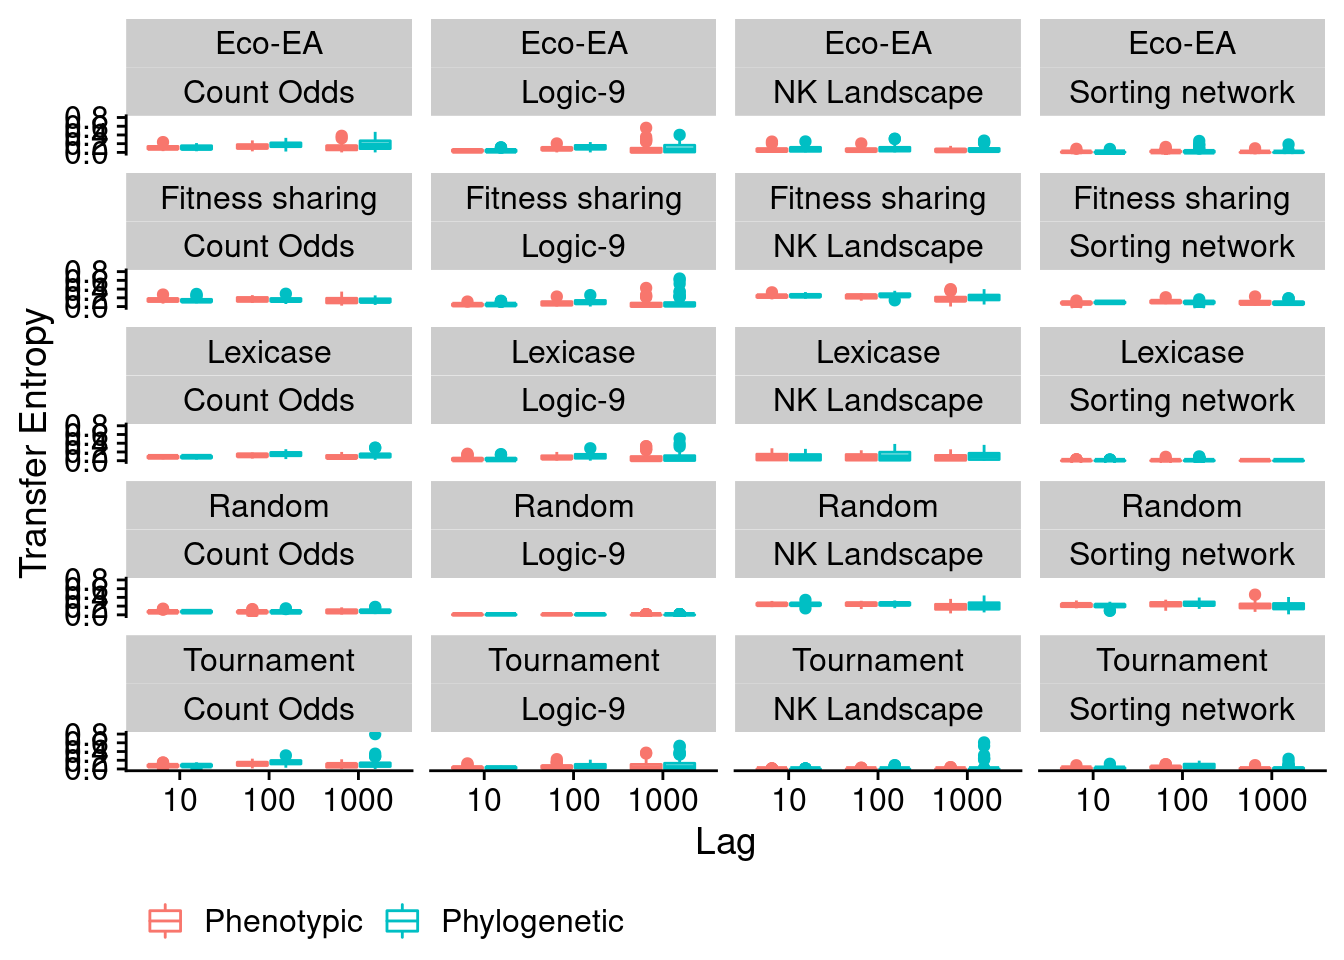 Eco-EA Eco-EA Eco-EA Eco-EA
Count Odds Logic-9 NK Landscape Sorting network
Fitness sharing Fitness sharing Fitness sharing Fitness sharing
Count Odds Logic-9 NK Landscape Sorting network
Lexicase Lexicase Lexicase Lexicase
Count Odds Logic-9 NK Landscape Sorting network
Random Random Random Random
Count Odds Logic-9 NK Landscape Sorting network
Tournament Tournament Tournament Tournament
Count Odds Logic-9 NK Landscape Sorting network
Transfer Entropy
10 100 1000 10 100 1000 10 100 1000 10 100 1000
Lag
Phenotypic Phylogenetic